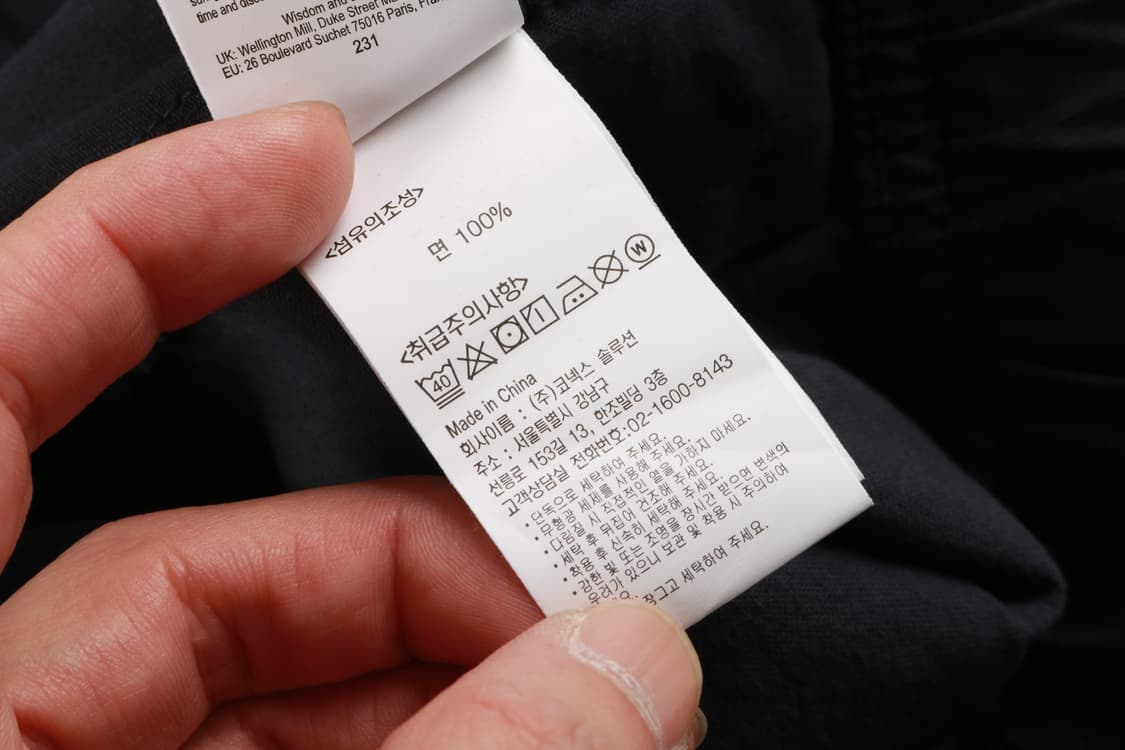 time and
Wisdom and
UK: Wellington Mill, Duke Street
EU: 26 Boulevard Suchet 75016 Paris,
231
<섬유의조성>
면 100%
<취급주의사항>
40
W
Made in China
회사이름 : (주)코넥스 솔루션
주소 : 서울특별시 강남구
선릉로 153길 13, 한조빌딩 3층
고객상담실 전화번호:02-1600-8143
• 단독으로 세탁하여 주세요.
• 무형광 세제를 사용해 주세요.
• 다림질 시 직접적인 열을 가하지 마세요.
• 세탁 후 뒤집어 건조해 주세요.
• 착용 후 신속히 세탁해 주세요.
• 강한 빛 또는 조명을 장시간 받으면 변색의
우려가 있으니 보관 및 착용 시 주의하여
잠그고 세탁하여 주세요.